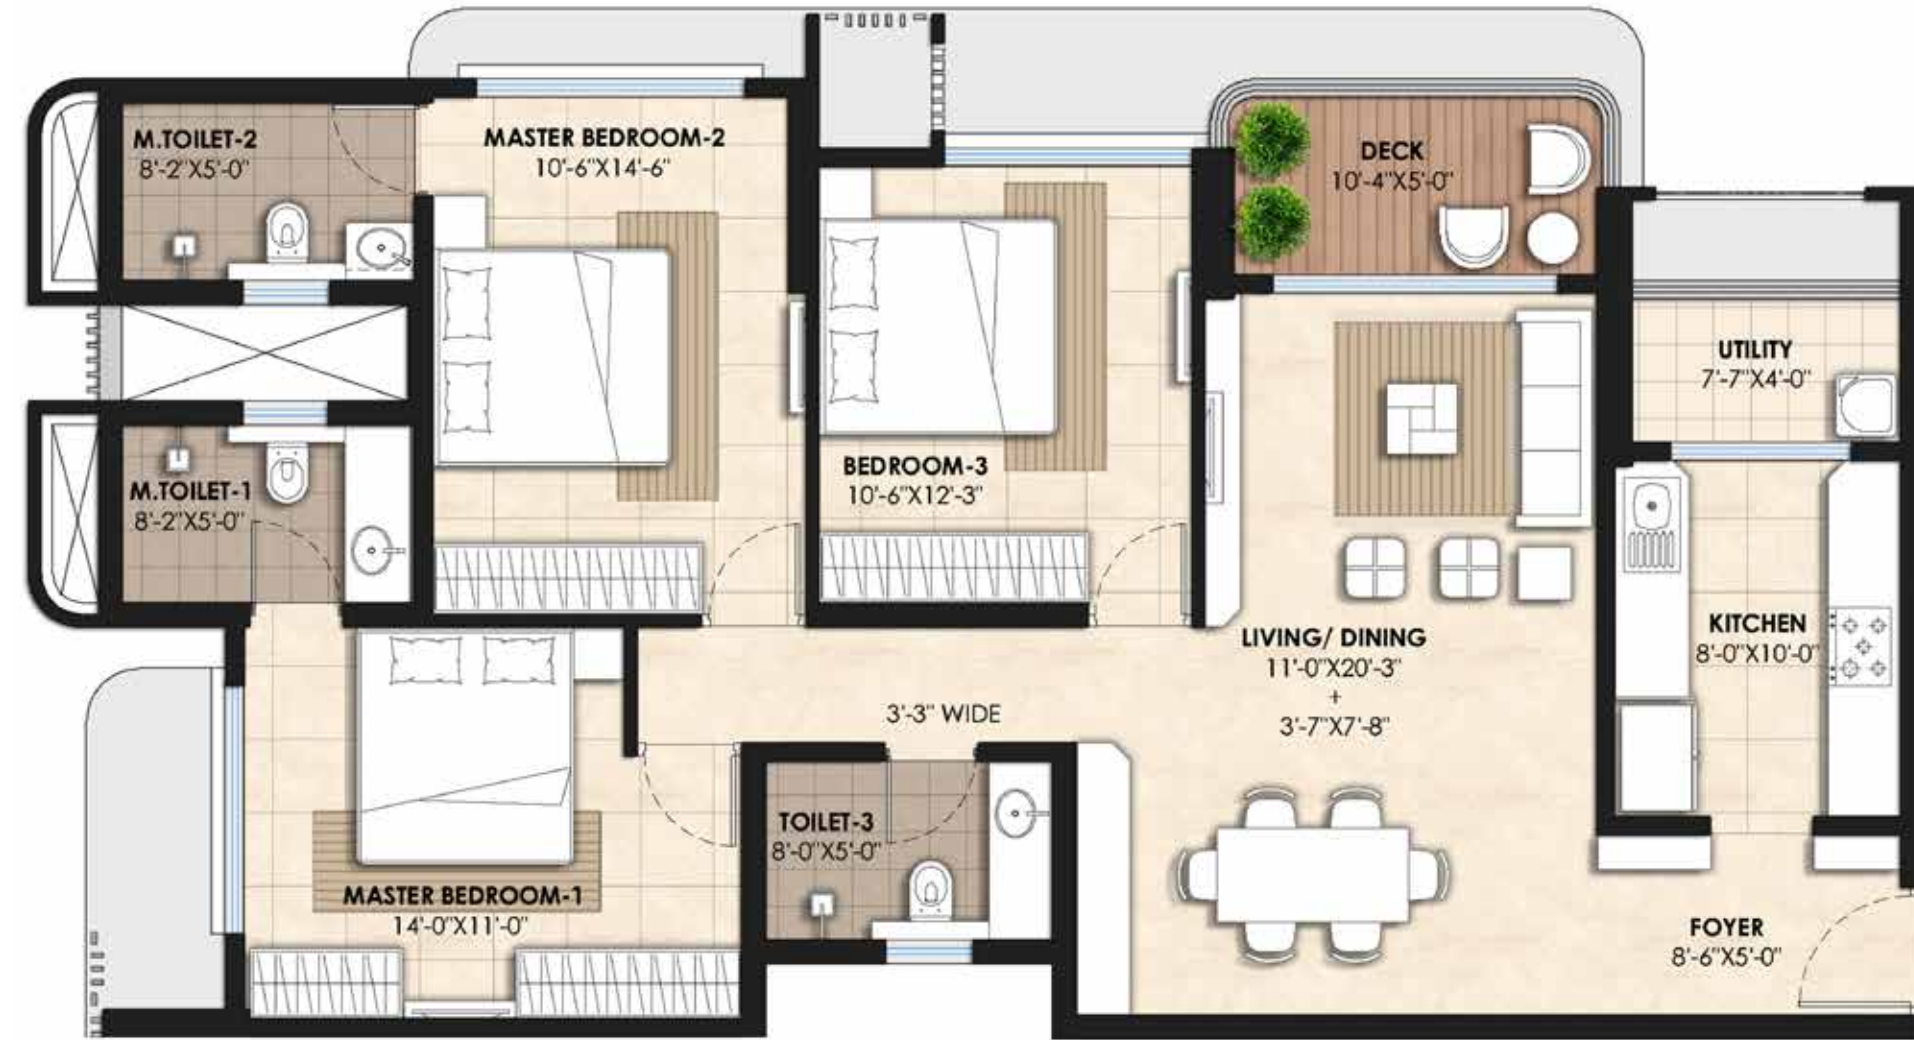 M.TOILET-2
8'-2"X5'-0"
MASTER BEDROOM-2
10'-6"X14'-6"
DECK
10'-4"X5'-0"
UTILITY
7'-7"X4'-0"
M.TOILET-1
8'-2"X5'-0"
BEDROOM-3
10'-6"X12'-3"
LIVING/ DINING
11'-0"X20'-3"
+
3'-7"X7'-8"
KITCHEN
8'-0"X10'-0"
3'-3" WIDE
TOILET-3
8'-0"X5'-0"
MASTER BEDROOM-1
14'-0"X11'-0"
FOYER
8'-6"X5'-0"